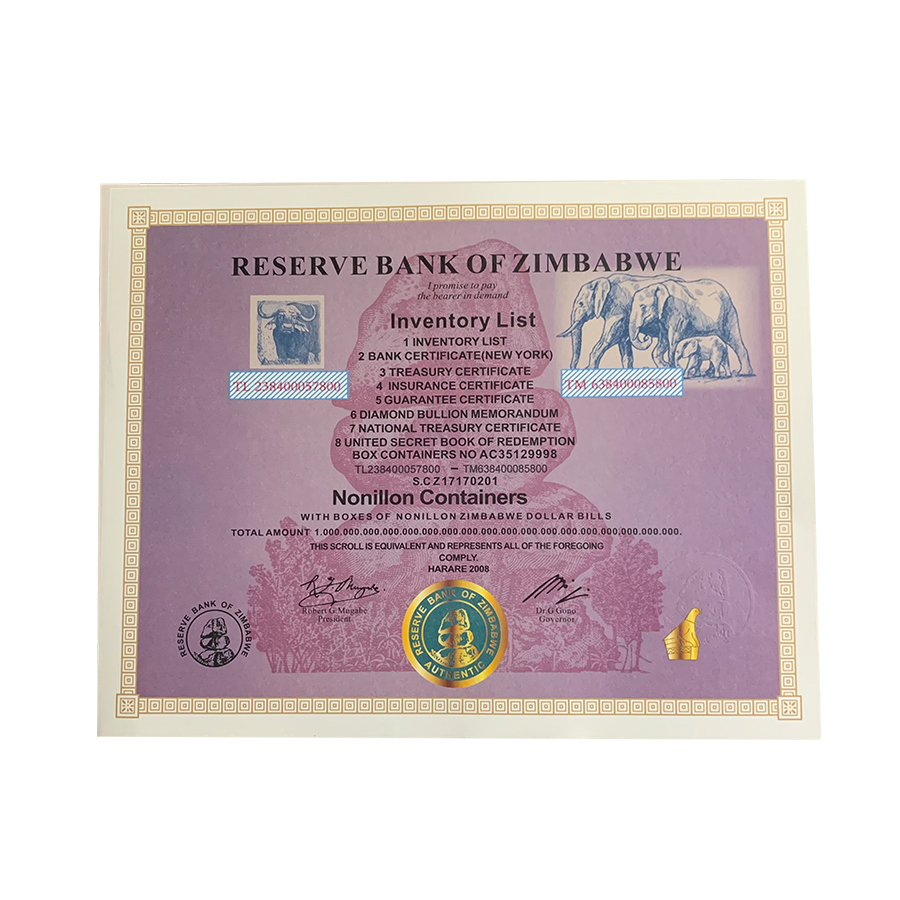 RESERVE BANK OF ZIMBABWE
I promise to pay
the bearer in demand
Inventory List
1 INVENTORY LIST
2 BANK CERTIFICATE(NEW YORK)
3 TREASURY CERTIFICATE
4 INSURANCE CERTIFICATE
5 GUARANTEE CERTIFICATE
6 DIAMOND BULLION MEMORANDUM
7 NATIONAL TREASURY CERTIFICATE
8 UNITED SECRET BOOK OF REDEMPTION
BOX CONTAINERS NO AC35129998
TL 238400057800
TM 638400085800
TL238400057800 – TM638400085800
S.C Z17170201
Nonillon Containers
WITH BOXES OF NONILLON ZIMBABWE DOLLAR BILLS
TOTAL AMOUNT 1.000.000.000.000.000.000.000.000.000.000.000.000.000.000.000.000.000.
THIS SCROLL IS EQUIVALENT AND REPRESENTS ALL OF THE FOREGOING
COMPLY.
HARARE 2008
Robert G.Mugabe
President
Dr.G Gono
Governor
RESERVE BANK OF ZIMBABWE
RESERVE BANK OF ZIMBABWE
AUTHENTIC